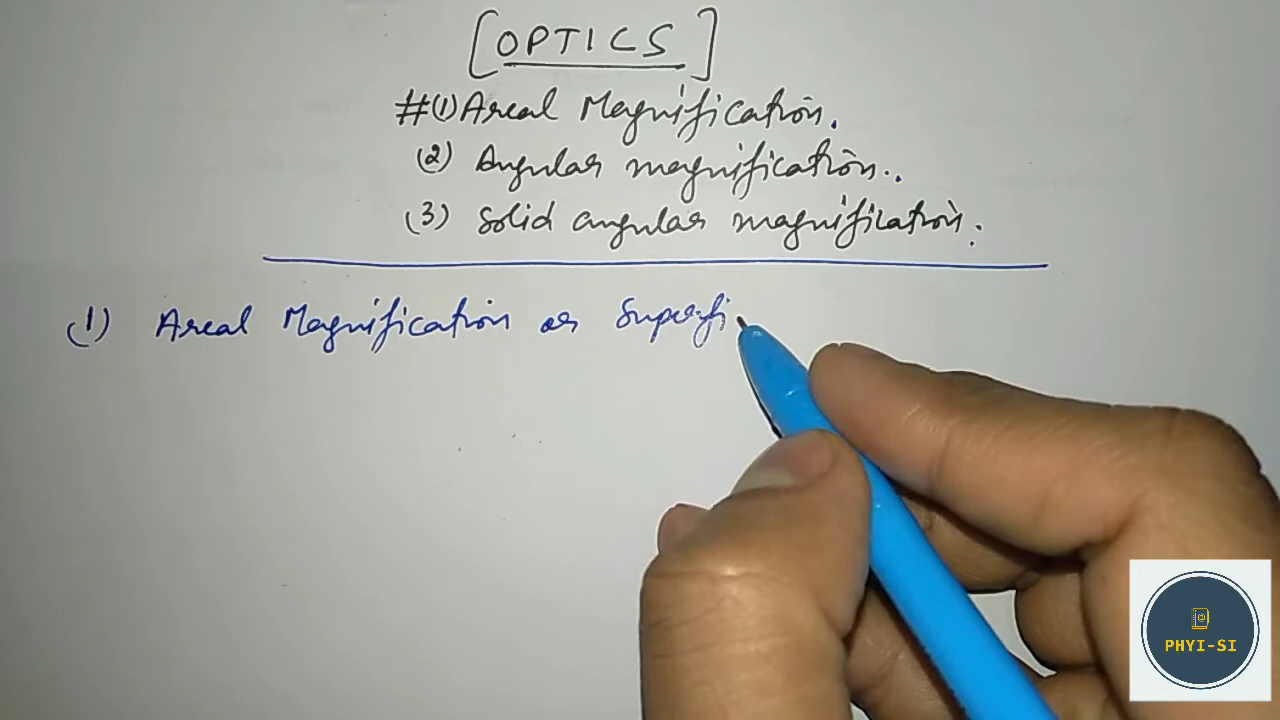 [OPTICS]
#(1) Areal Magnification.
(2) Angular magnification..
(3) Solid angular magnification.
(1) Areal Magnification or Superfi
PHYI-SI